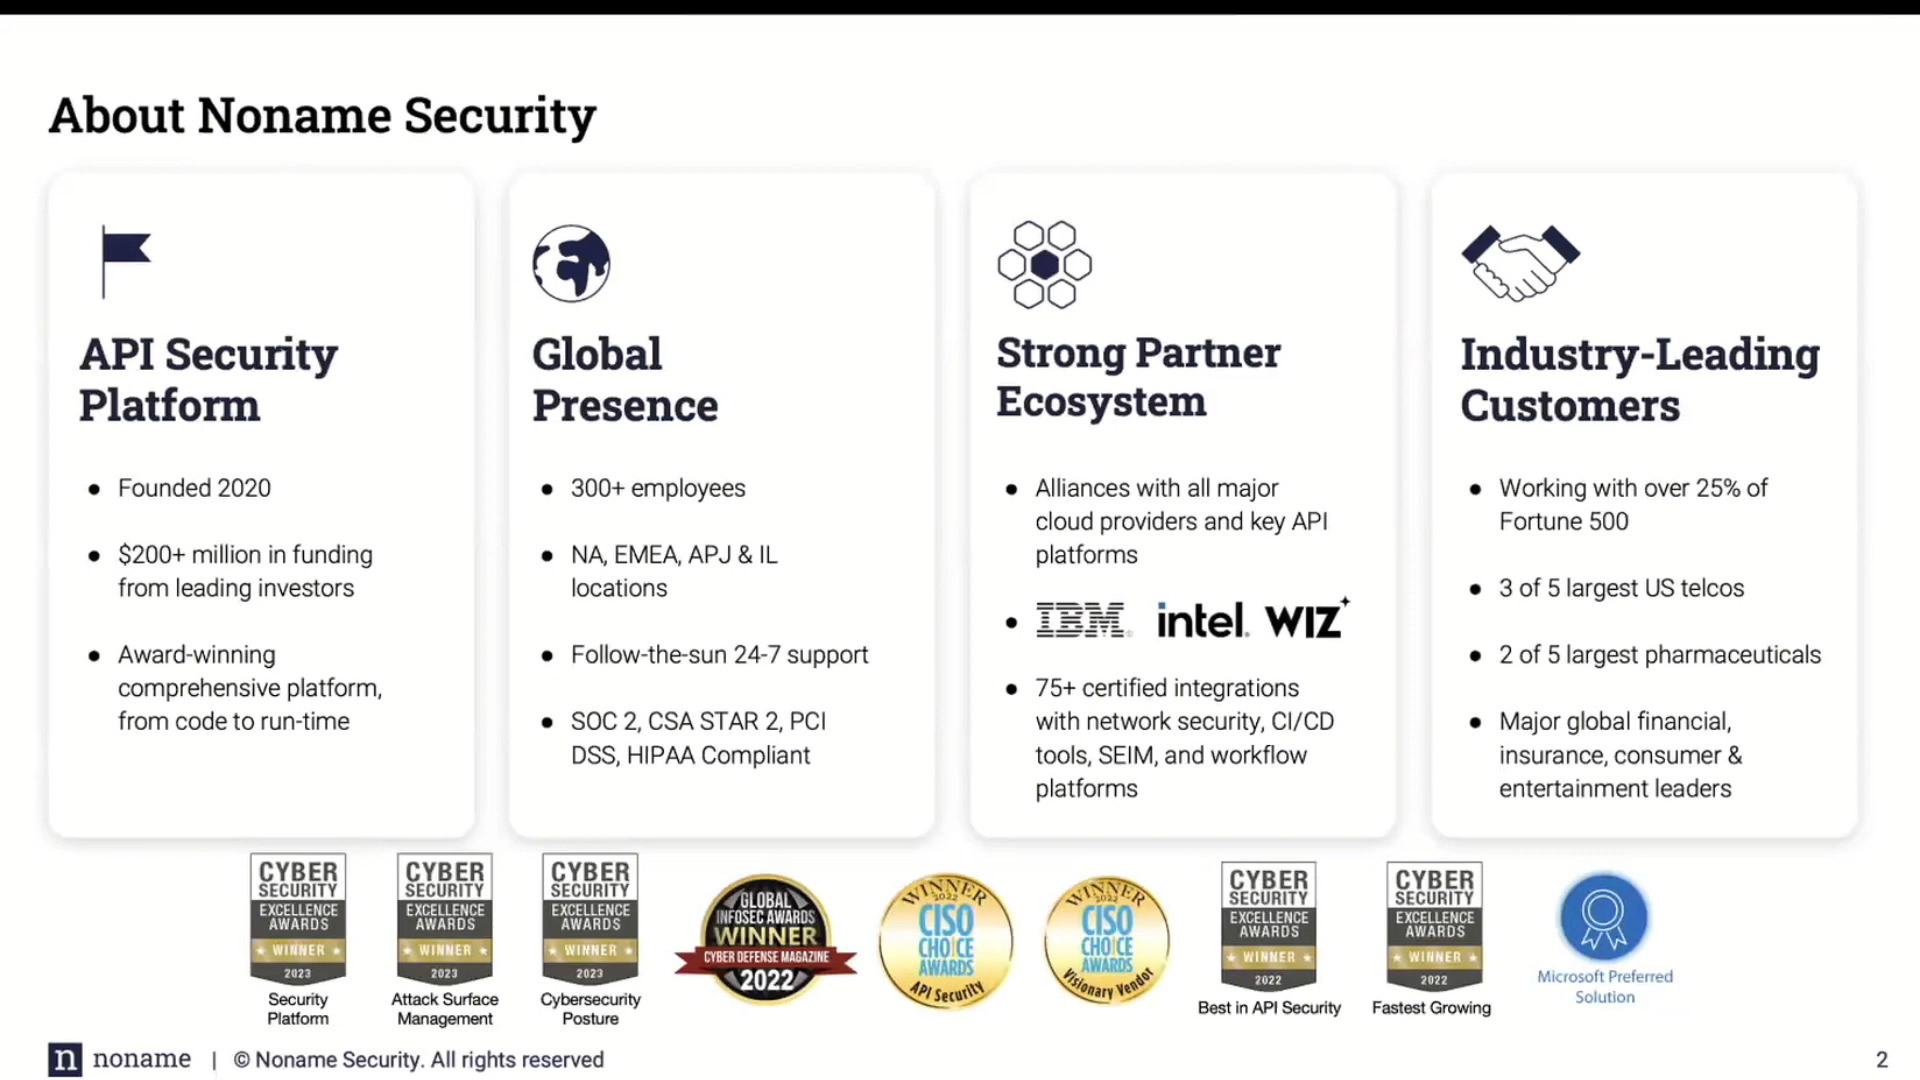 About Noname Security
API Security
Platform
Founded 2020
$200+ million in funding
from leading investors
Award-winning
comprehensive platform,
from code to run-time
Global
Presence
300+ employees
NA, EMEA, APJ & IL
locations
Follow-the-sun 24-7 support
SOC 2, CSA STAR 2, PCI
DSS, HIPAA Compliant
Strong Partner
Ecosystem
Alliances with all major
cloud providers and key API
platforms
IBM intel. WIZ
75+ certified integrations
with network security, CI/CD
tools, SEIM, and workflow
platforms
Industry-Leading
Customers
Working with over 25% of
Fortune 500
3 of 5 largest US telcos
2 of 5 largest pharmaceuticals
Major global financial,
insurance, consumer &
entertainment leaders
CYBER
SECURITY
EXCELLENCE
AWARDS
WINNER
2023
Security
Platform
CYBER
SECURITY
EXCELLENCE
AWARDS
WINNER
2023
Attack Surface
Management
CYBER
SECURITY
EXCELLENCE
AWARDS
WINNER
2023
Cybersecurity
Posture
GLOBAL
INFOSEC AWARDS
WINNER
CYBER DEFENSE MAGAZINE
2022
WINNER
2022
CISO
CHOICE
AWARDS
API Security
WINNER
2022
CISO
CHOICE
AWARDS
Visionary Vendor
CYBER
SECURITY
EXCELLENCE
AWARDS
WINNER
2022
Best in API Security
CYBER
SECURITY
EXCELLENCE
AWARDS
WINNER
2022
Fastest Growing
Microsoft Preferred
Solution
n noname | © Noname Security. All rights reserved
2